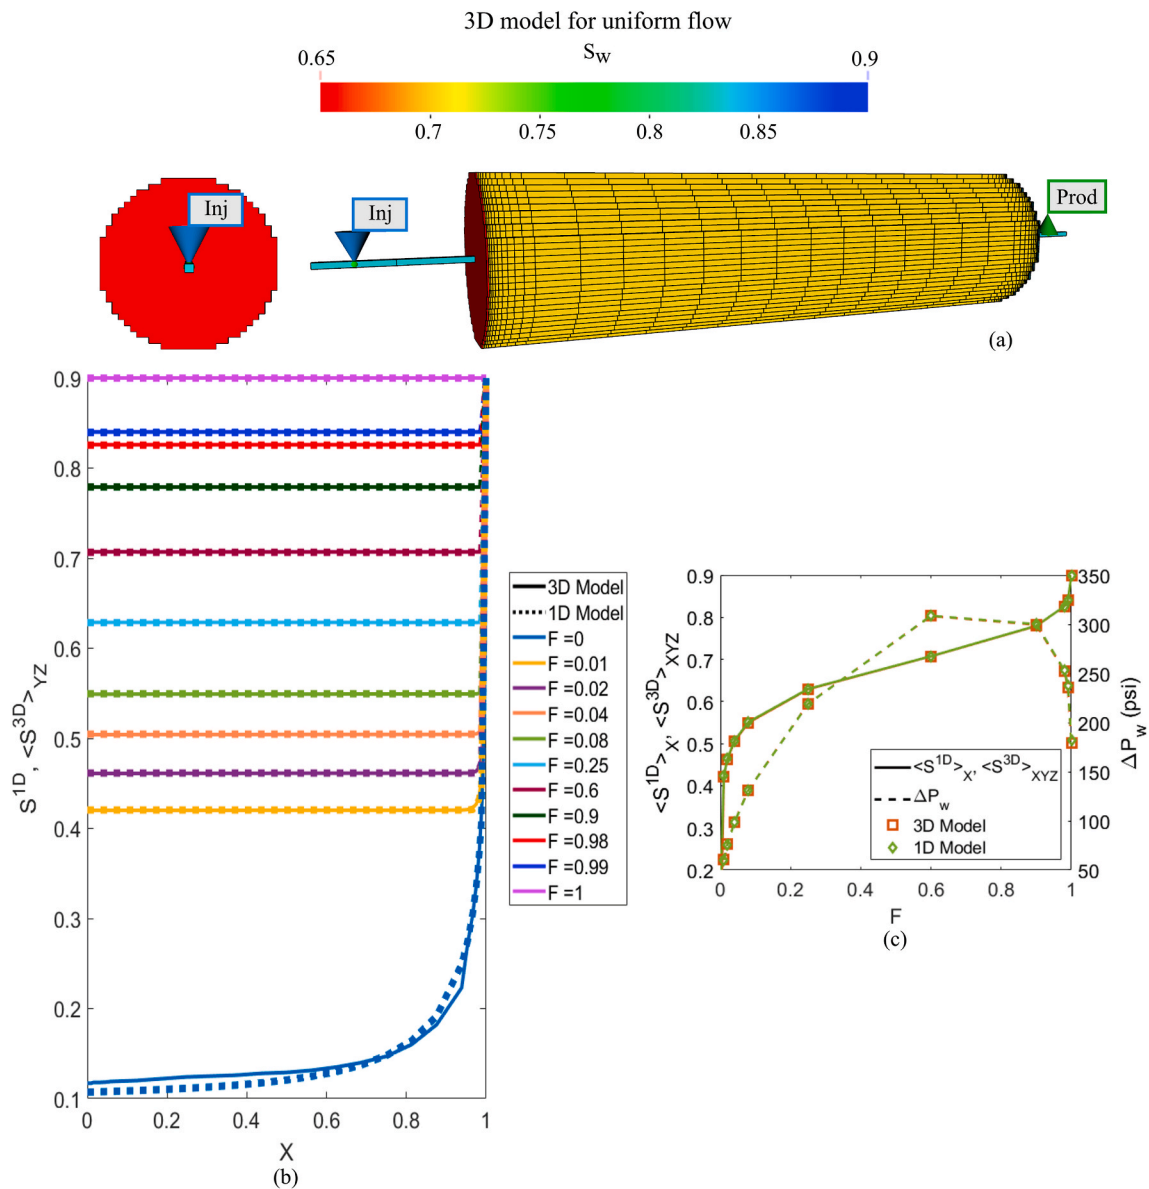 3D model for uniform flow
Sw
0.65 0.9
0.7 0.75 0.8 0.85
Inj
Inj
Prod
(a)
S1D, <S3D>YZ
0.9
0.8
0.7
0.6
0.5
0.4
0.3
0.2
0.1
0 0.2 0.4 0.6 0.8 1
X
(b)
3D Model
1D Model
F =0
F =0.01
F =0.02
F =0.04
F =0.08
F =0.25
F =0.6
F =0.9
F =0.98
F =0.99
F =1
<S1D>X, <S3D>XYZ
0.9
0.8
0.7
0.6
0.5
0.4
0.3
0.2
0 0.2 0.4 0.6 0.8 1
F
350
300
250
200
150
100
50
ΔPw (psi)
<S1D>X, <S3D>XYZ
ΔPw
3D Model
1D Model
(c)